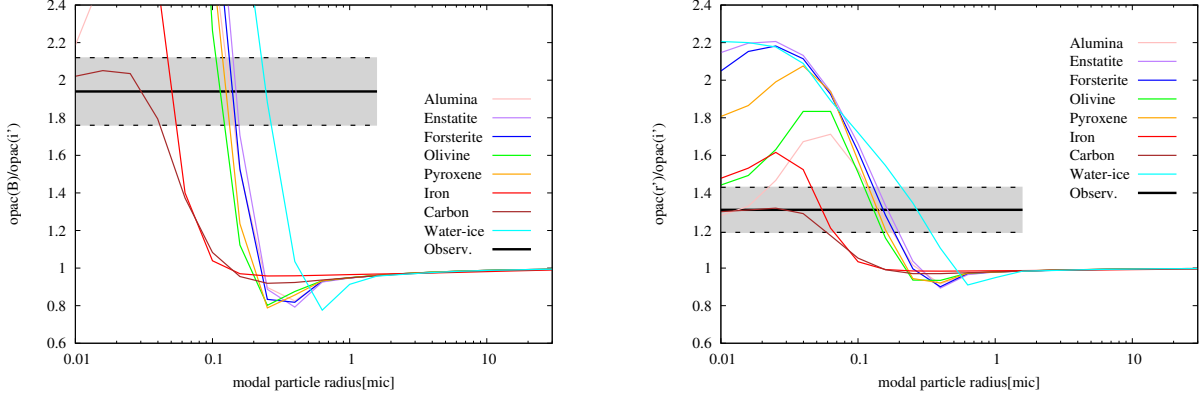 2.4
2.2
2
1.8
1.6
1.4
1.2
1
0.8
0.6
opac(B)/opac(i')
Alumina
Enstatite
Forsterite
Olivine
Pyroxene
Iron
Carbon
Water-ice
Observ.
0.01
0.1
1
10
modal particle radius[mic]
2.4
2.2
2
1.8
1.6
1.4
1.2
1
0.8
0.6
opac(r')/opac(i')
Alumina
Enstatite
Forsterite
Olivine
Pyroxene
Iron
Carbon
Water-ice
Observ.
0.01
0.1
1
10
modal particle radius[mic]